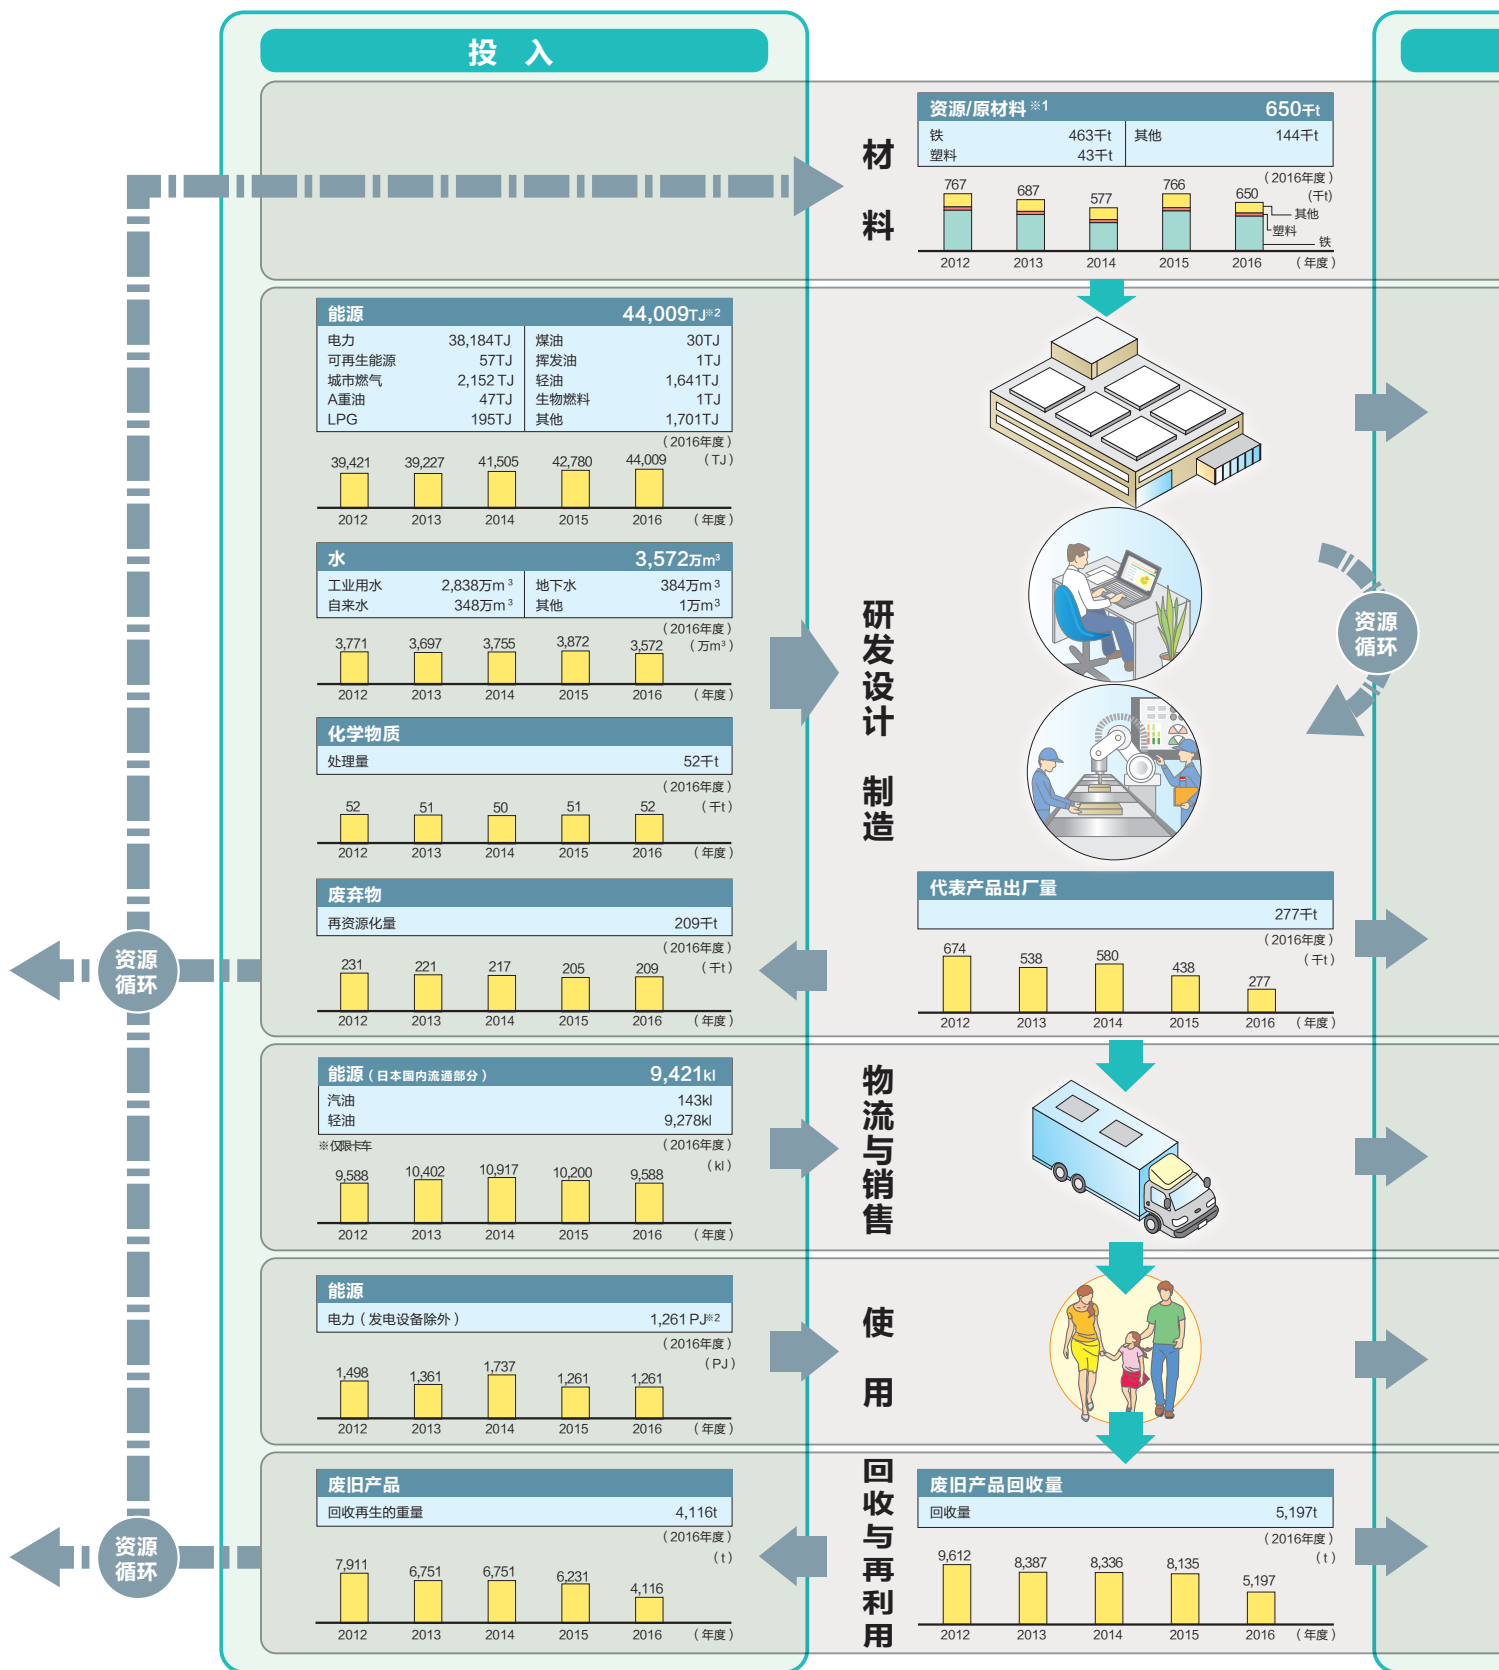 投 入
材料
资源/原材料 ※1 650千t
铁 463千t 其他 144千t
塑料 43千t
（2016年度）
（千t）
767 687 577 766 650
其他
塑料
铁
2012 2013 2014 2015 2016 （年度）
能源 44,009TJ※2
电力 38,184TJ 煤油 30TJ
可再生能源 57TJ 挥发油 1TJ
城市燃气 2,152 TJ 轻油 1,641TJ
A重油 47TJ 生物燃料 1TJ
LPG 195TJ 其他 1,701TJ
（2016年度）
（TJ）
39,421 39,227 41,505 42,780 44,009
2012 2013 2014 2015 2016 （年度）
水 3,572万m³
工业用水 2,838万m³ 地下水 384万m³
自来水 348万m³ 其他 1万m³
（2016年度）
（万m³）
3,771 3,697 3,755 3,872 3,572
2012 2013 2014 2015 2016 （年度）
研发设计 制造
资源
循环
化学物质
处理量 52千t
（2016年度）
（千t）
52 51 50 51 52
2012 2013 2014 2015 2016 （年度）
废弃物
再资源化量 209千t
（2016年度）
（千t）
231 221 217 205 209
2012 2013 2014 2015 2016 （年度）
资源
循环
代表产品出厂量
277千t
（2016年度）
（千t）
674 538 580 438 277
2012 2013 2014 2015 2016 （年度）
能源（日本国内流通部分） 9,421kl
汽油 143kl
轻油 9,278kl
※仅限卡车 （2016年度）
（kl）
9,588 10,402 10,917 10,200 9,588
2012 2013 2014 2015 2016 （年度）
物流与销售
能源
电力（发电设备除外） 1,261 PJ※2
（2016年度）
（PJ）
1,498 1,361 1,737 1,261 1,261
2012 2013 2014 2015 2016 （年度）
使用
废旧产品
回收再生的重量 4,116t
（2016年度）
（t）
7,911 6,751 6,751 6,231 4,116
2012 2013 2014 2015 2016 （年度）
资源
循环
回收与再利用
废旧产品回收量
回收量 5,197t
（2016年度）
（t）
9,612 8,387 8,336 8,135 5,197
2012 2013 2014 2015 2016 （年度）